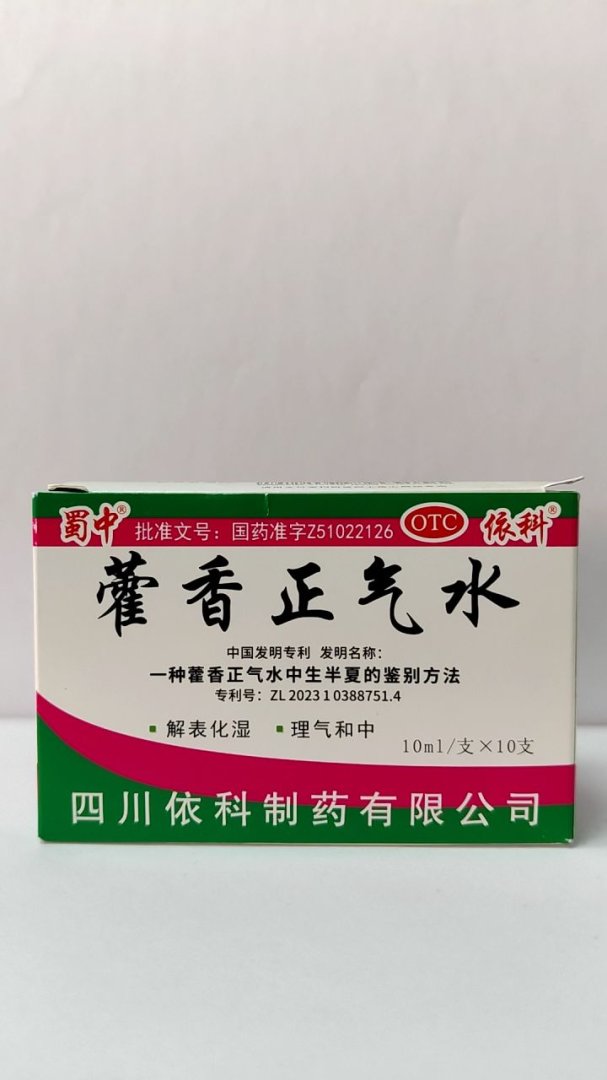 蜀中® 批准文号：国药准字Z51022126 OTC 依科®
藿香正气水
中国发明专利 发明名称：
一种藿香正气水中生半夏的鉴别方法
专利号：ZL 2023 1 0388751.4
▪ 解表化湿 ▪ 理气和中
10ml/支×10支
四川依科制药有限公司